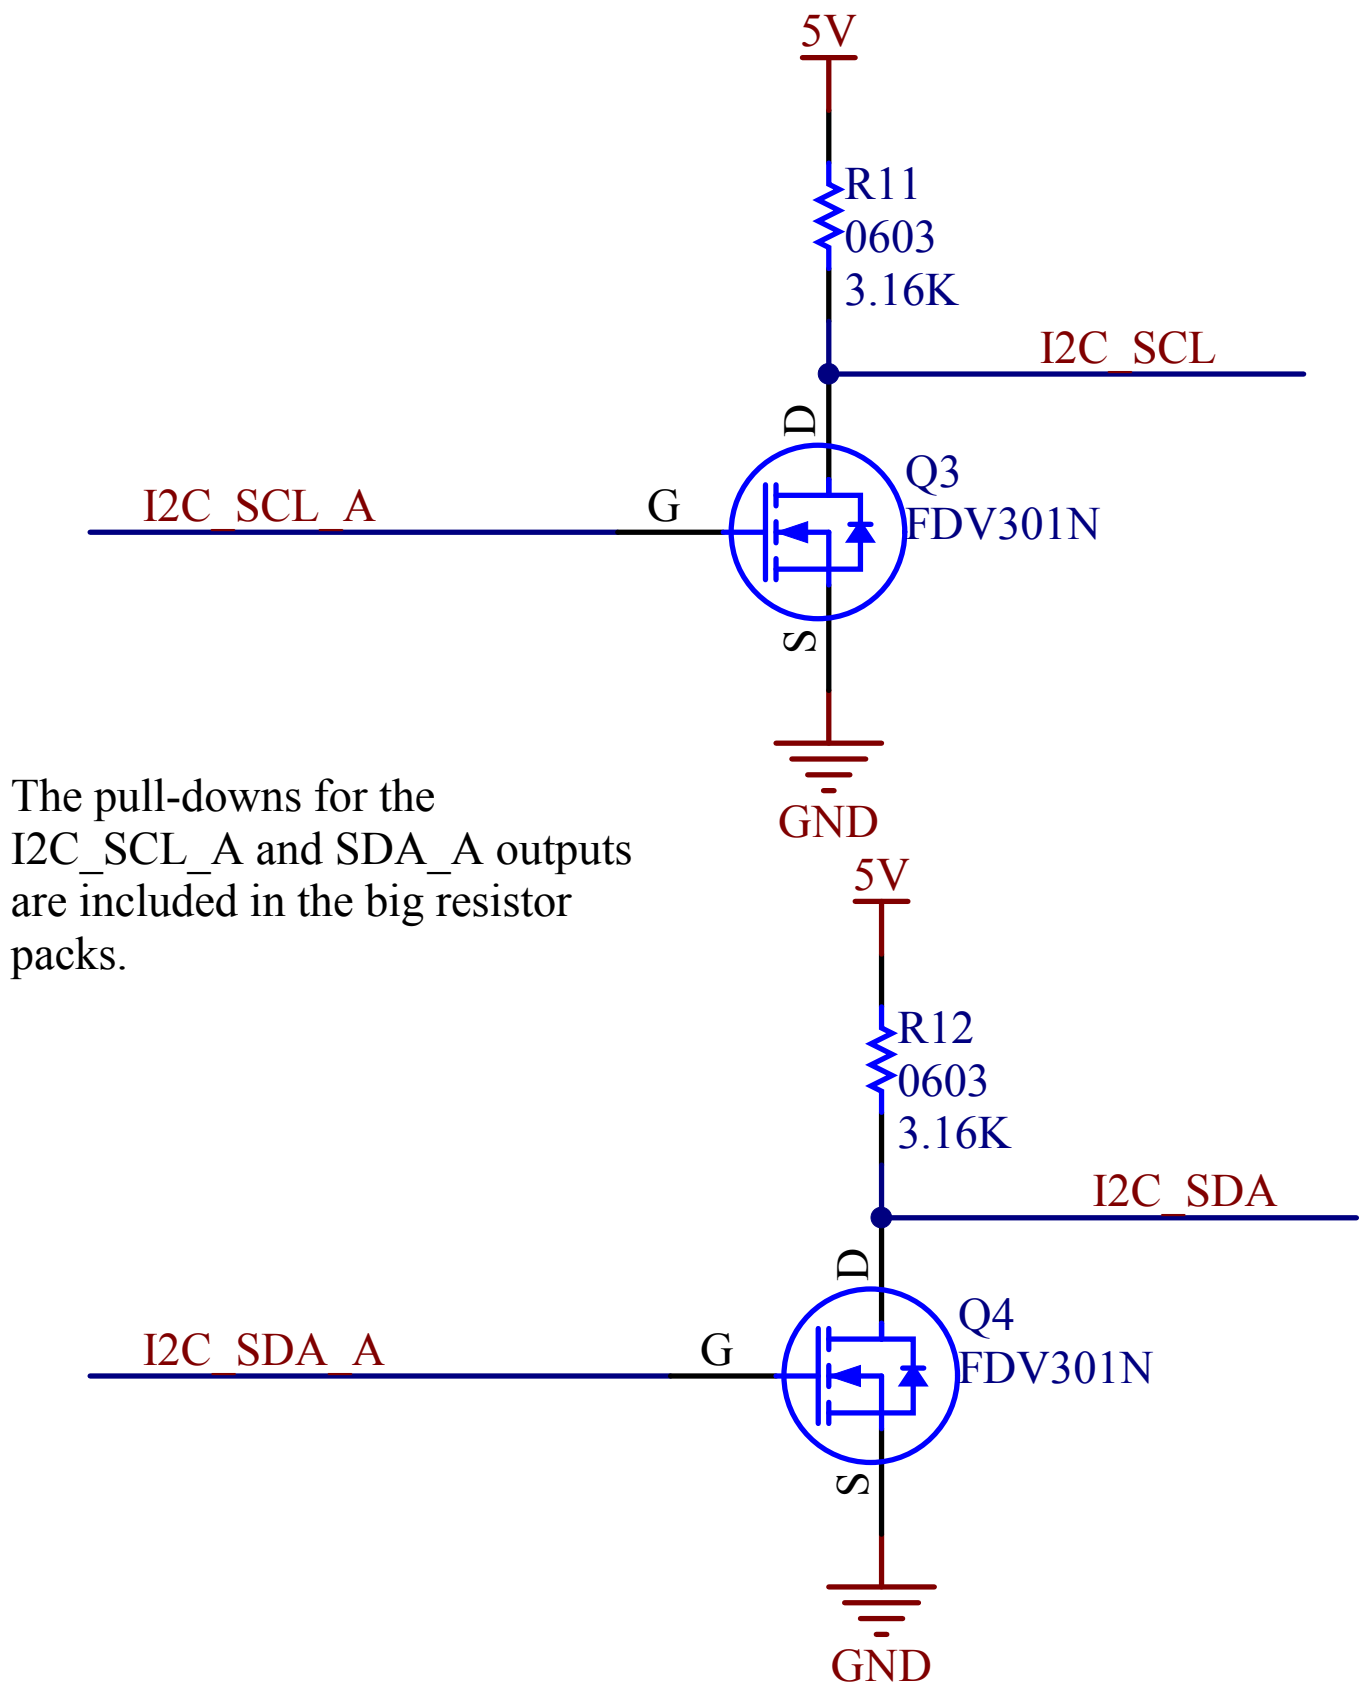 5V
R11
0603
3.16K
I2C_SCL
D
Q3
FDV301N
I2C_SCL_A
G
S
GND
The pull-downs for the
I2C_SCL_A and SDA_A outputs
are included in the big resistor
packs.
5V
R12
0603
3.16K
I2C_SDA
D
Q4
FDV301N
I2C_SDA_A
G
S
GND